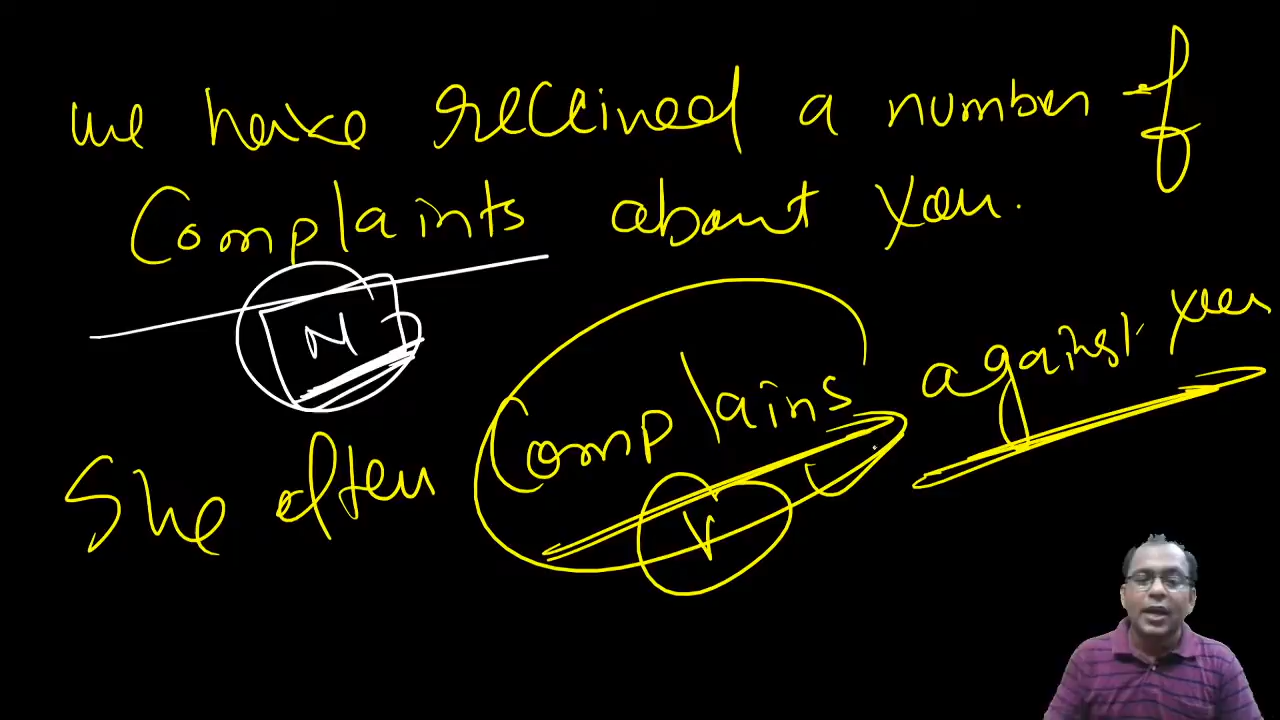 we have received a number of
Complaints about you.
N
She often Complains against you
V